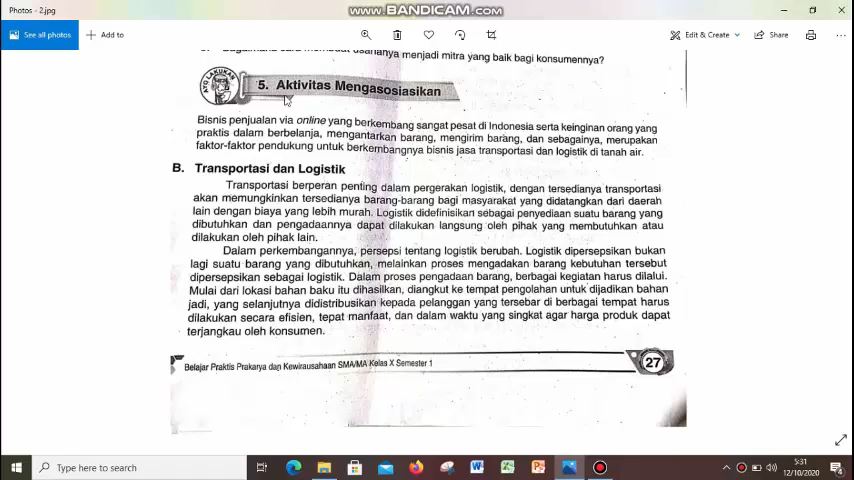 Photos - 2.jpg
www.BANDICAM.com
See all photos
Add to
Edit & Create
Share
usahanya menjadi mitra yang baik bagi konsumennya?
AYO LAKUKAN
5. Aktivitas Mengasosiasikan
Bisnis penjualan via online yang berkembang sangat pesat di Indonesia serta keinginan orang yang
praktis dalam berbelanja, mengantarkan barang, mengirim barang, dan sebagainya, merupakan
faktor-faktor pendukung untuk berkembangnya bisnis jasa transportasi dan logistik di tanah air.
B. Transportasi dan Logistik
Transportasi berperan penting dalam pergerakan logistik, dengan tersedianya transportasi
akan memungkinkan tersedianya barang-barang bagi masyarakat yang didatangkan dari daerah
lain dengan biaya yang lebih murah. Logistik didefinisikan sebagai penyediaan suatu barang yang
dibutuhkan dan pengadaannya dapat dilakukan langsung oleh pihak yang membutuhkan atau
dilakukan oleh pihak lain.
Dalam perkembangannya, persepsi tentang logistik berubah. Logistik dipersepsikan bukan
lagi suatu barang yang dibutuhkan, melainkan proses mengadakan barang kebutuhan tersebut
dipersepsikan sebagai logistik. Dalam proses pengadaan barang, berbagai kegiatan harus dilalui.
Mulai dari lokasi bahan baku itu dihasilkan, diangkut ke tempat pengolahan untuk dijadikan bahan
jadi, yang selanjutnya didistribusikan kepada pelanggan yang tersebar di berbagai tempat harus
dilakukan secara efisien, tepat manfaat, dan dalam waktu yang singkat agar harga produk dapat
terjangkau oleh konsumen.
Belajar Praktis Prakarya dan Kewirausahaan SMA/MA Kelas X Semester 1
27
Type here to search
5:31
12/10/2020